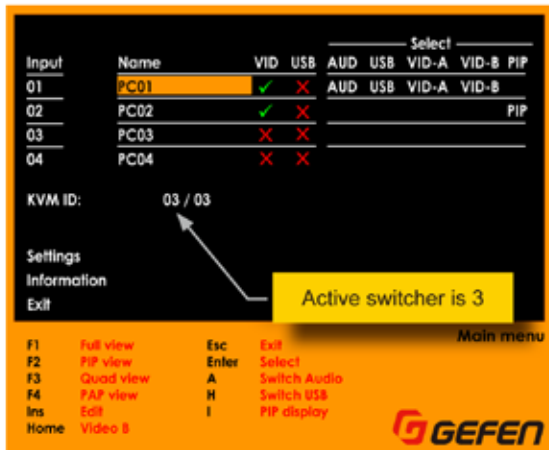 Select
Input Name VID USB AUD USB VID-A VID-B PIP
01 PC01 AUD USB VID-A VID-B
02 PC02 PIP
03 PC03
04 PC04
KVM ID: 03 / 03
Settings
Information
Exit
Active switcher is 3
Main menu
F1 Full view Esc Exit
F2 PIP view Enter Select
F3 Quad view A Switch Audio
F4 PAP view H Switch USB
Ins Edit I PIP display
Home Video B
GEFEN